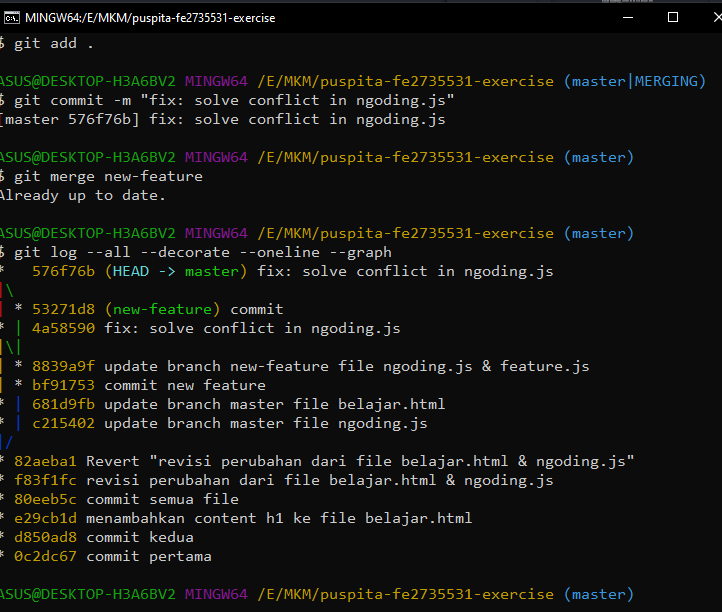 MINGW64:/E/MKM/puspita-fe2735531-exercise
$ git add .
ASUS@DESKTOP-H3A6BV2 MINGW64 /E/MKM/puspita-fe2735531-exercise (master|MERGING)
$ git commit -m "fix: solve conflict in ngoding.js"
[master 576f76b] fix: solve conflict in ngoding.js
ASUS@DESKTOP-H3A6BV2 MINGW64 /E/MKM/puspita-fe2735531-exercise (master)
$ git merge new-feature
Already up to date.
ASUS@DESKTOP-H3A6BV2 MINGW64 /E/MKM/puspita-fe2735531-exercise (master)
$ git log --all --decorate --oneline --graph
*   576f76b (HEAD -> master) fix: solve conflict in ngoding.js
|\
| * 53271d8 (new-feature) commit
* | 4a58590 fix: solve conflict in ngoding.js
|\|
| * 8839a9f update branch new-feature file ngoding.js & feature.js
| * bf91753 commit new feature
* | 681d9fb update branch master file belajar.html
* | c215402 update branch master file ngoding.js
|/
* 82aeba1 Revert "revisi perubahan dari file belajar.html & ngoding.js"
* f83f1fc revisi perubahan dari file belajar.html & ngoding.js
* 80eeb5c commit semua file
* e29cb1d menambahkan content h1 ke file belajar.html
* d850ad8 commit kedua
* 0c2dc67 commit pertama
ASUS@DESKTOP-H3A6BV2 MINGW64 /E/MKM/puspita-fe2735531-exercise (master)